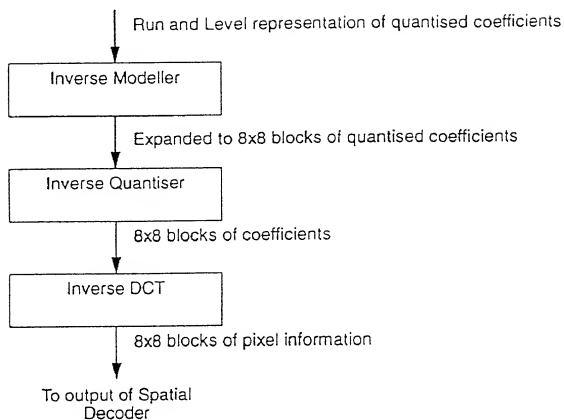 Run and Level representation of quantised coefficients
Inverse Modeller
Expanded to 8x8 blocks of quantised coefficients
Inverse Quantiser
8x8 blocks of coefficients
Inverse DCT
8x8 blocks of pixel information
To output of Spatial
Decoder